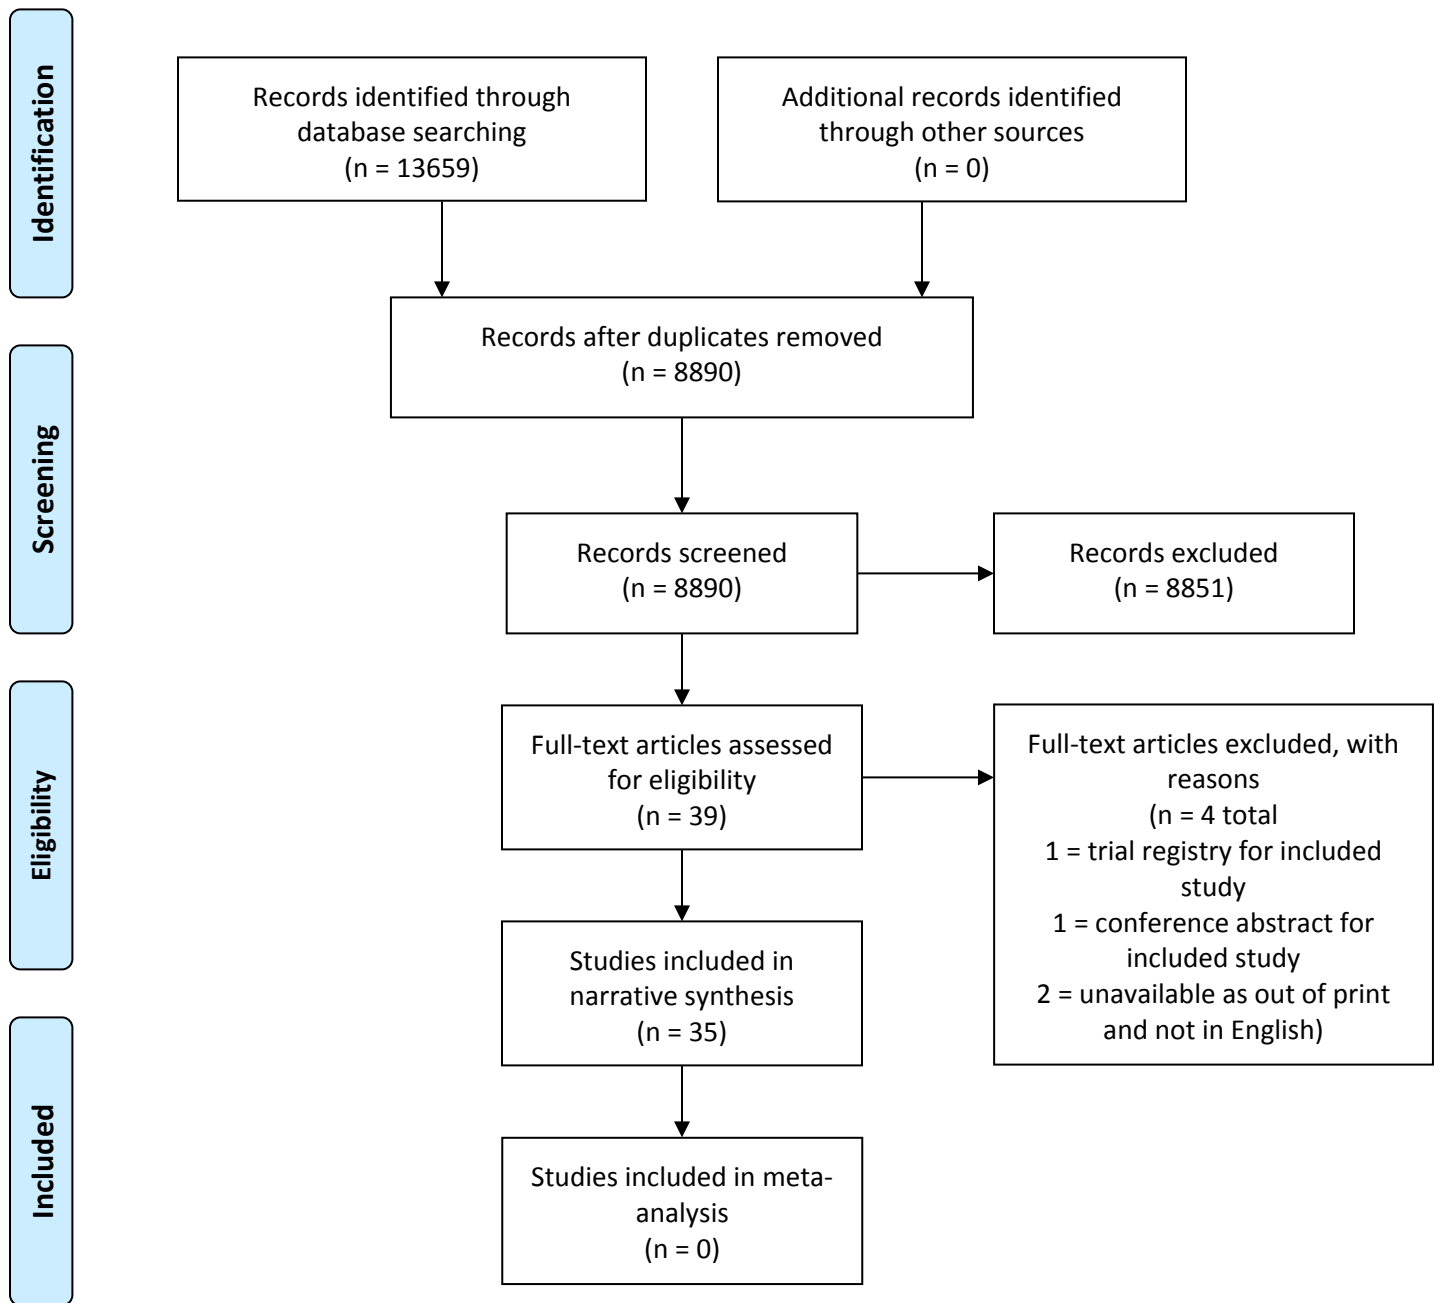 Identification
Records identified through
database searching
(n = 13659)
Additional records identified
through other sources
(n = 0)
Records after duplicates removed
(n = 8890)
Screening
Records screened
(n = 8890)
Records excluded
(n = 8851)
Eligibility
Full-text articles assessed
for eligibility
(n = 39)
Full-text articles excluded, with
reasons
(n = 4 total
1 = trial registry for included
study
1 = conference abstract for
included study
2 = unavailable as out of print
and not in English)
Studies included in
narrative synthesis
(n = 35)
Included
Studies included in meta-
analysis
(n = 0)